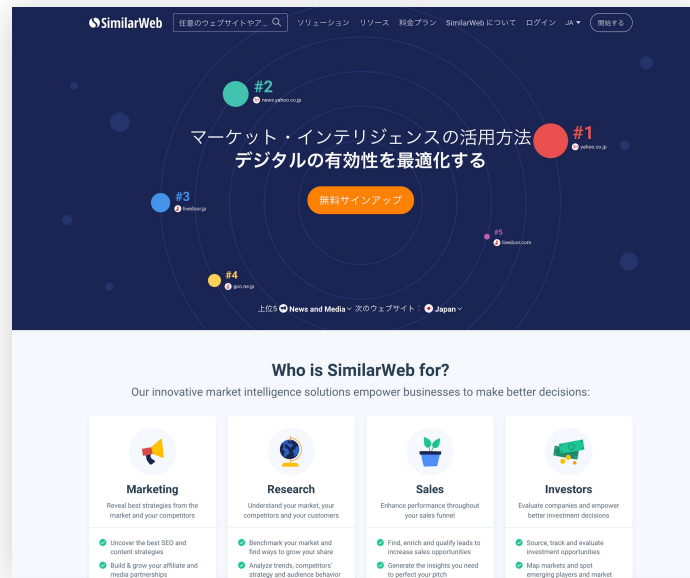 SimilarWeb
任意のウェブサイトやア...
ソリューション リソース 料金プラン SimilarWeb について ログイン JA 開始する
#2
news.yahoo.co.jp
#1
yahoo.co.jp
マーケット・インテリジェンスの活用方法
デジタルの有効性を最適化する
#3
livedoor.jp
無料サインアップ
#5
livedoor.com
#4
goo.ne.jp
上位5 News and Media 次のウェブサイト： Japan
Who is SimilarWeb for?
Our innovative market intelligence solutions empower businesses to make better decisions:
Marketing
Reveal best strategies from the
market and your competitors
Uncover the best SEO and
content strategies
Build & grow your affiliate and
media partnerships
Research
Understand your market, your
competitors and your customers
Benchmark your market and
find ways to grow your share
Analyze trends, competitors'
strategy and audience behavior
Sales
Enhance performance throughout
your sales funnel
Find, enrich and qualify leads to
increase sales opportunities
Generate the insights you need
to perfect your pitch
Investors
Evaluate companies and empower
better investment decisions
Source, track and evaluate
investment opportunities
Map markets and spot
emerging players and market